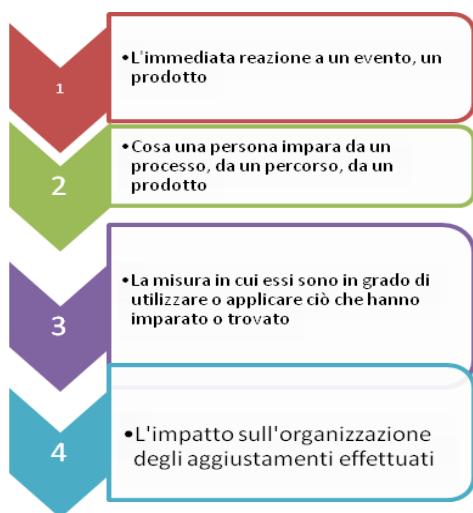 1
•L'immediata reazione a un evento, un
prodotto
2
•Cosa una persona impara da un
processo, da un percorso, da un
prodotto
3
•La misura in cui essi sono in grado di
utilizzare o applicare ciò che hanno
imparato o trovato
4
•L'impatto sull'organizzazione
degli aggiustamenti effettuati